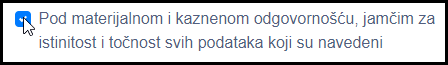 Pod materijalnom i kaznenom odgovornošću, jamčim za
istinitost i točnost svih podataka koji su navedeni